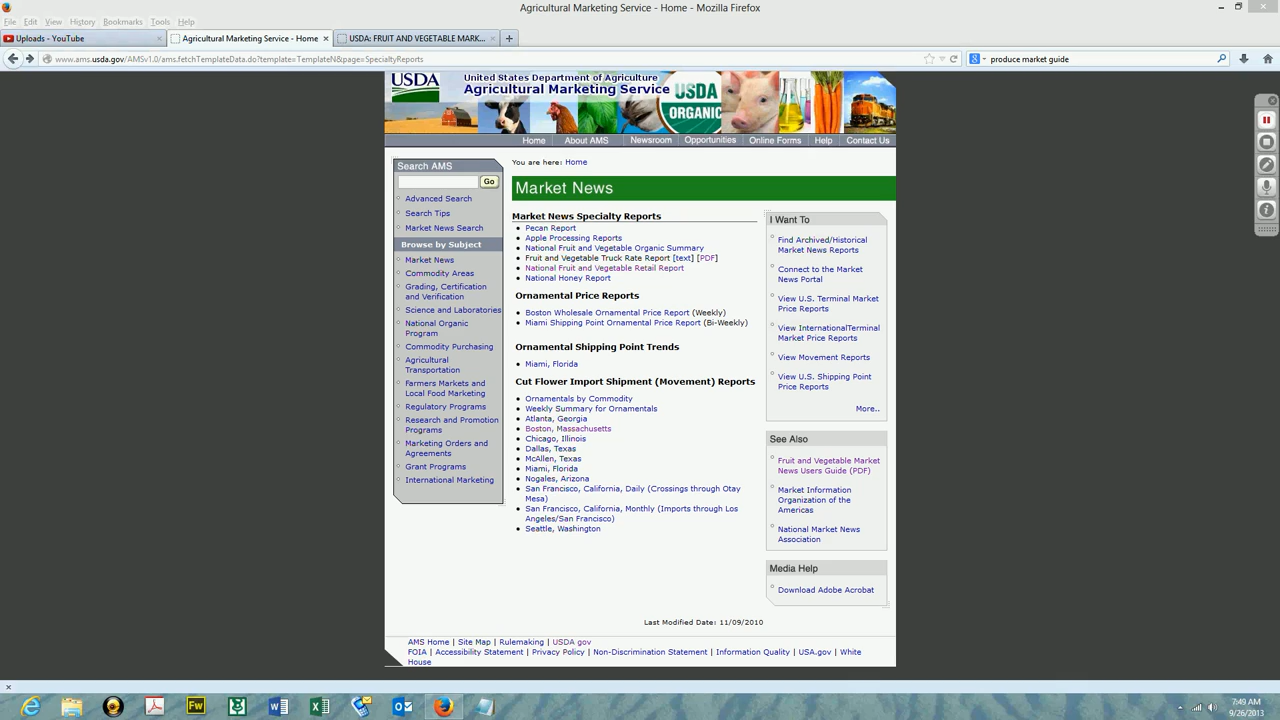 Agricultural Marketing Service - Home - Mozilla Firefox
File Edit View History Bookmarks Tools Help
Uploads - YouTube
Agricultural Marketing Service - Home
USDA: FRUIT AND VEGETABLE MARK...
www.ams.usda.gov/AMSv1.0/ams.fetchTemplateData.do?template=TemplateN&page=SpecialtyReports
produce market guide
USDA
United States Department of Agriculture
Agricultural Marketing Service
USDA
ORGANIC
Home About AMS Newsroom Opportunities Online Forms Help Contact Us
Search AMS
Go
Advanced Search
Search Tips
Market News Search
Browse by Subject
Market News
Commodity Areas
Grading, Certification
and Verification
Science and Laboratories
National Organic
Program
Commodity Purchasing
Agricultural
Transportation
Farmers Markets and
Local Food Marketing
Regulatory Programs
Research and Promotion
Programs
Marketing Orders and
Agreements
Grant Programs
International Marketing
You are here: Home
Market News
Market News Specialty Reports
Pecan Report
Apple Processing Reports
National Fruit and Vegetable Organic Summary
Fruit and Vegetable Truck Rate Report [text] [PDF]
National Fruit and Vegetable Retail Report
National Honey Report
Ornamental Price Reports
Boston Wholesale Ornamental Price Report (Weekly)
Miami Shipping Point Ornamental Price Report (Bi-Weekly)
Ornamental Shipping Point Trends
Miami, Florida
Cut Flower Import Shipment (Movement) Reports
Ornamentals by Commodity
Weekly Summary for Ornamentals
Atlanta, Georgia
Boston, Massachusetts
Chicago, Illinois
Dallas, Texas
McAllen, Texas
Miami, Florida
Nogales, Arizona
San Francisco, California, Daily (Crossings through Otay
Mesa)
San Francisco, California, Monthly (Imports through Los
Angeles/San Francisco)
Seattle, Washington
I Want To
Find Archived/Historical
Market News Reports
Connect to the Market
News Portal
View U.S. Terminal Market
Price Reports
View InternationalTerminal
Market Price Reports
View Movement Reports
View U.S. Shipping Point
Price Reports
More..
See Also
Fruit and Vegetable Market
News Users Guide (PDF)
Market Information
Organization of the
Americas
National Market News
Association
Media Help
Download Adobe Acrobat
Last Modified Date: 11/09/2010
AMS Home | Site Map | Rulemaking | USDA gov
FOIA | Accessibility Statement | Privacy Policy | Non-Discrimination Statement | Information Quality | USA.gov | White
House
7:49 AM
9/26/2013